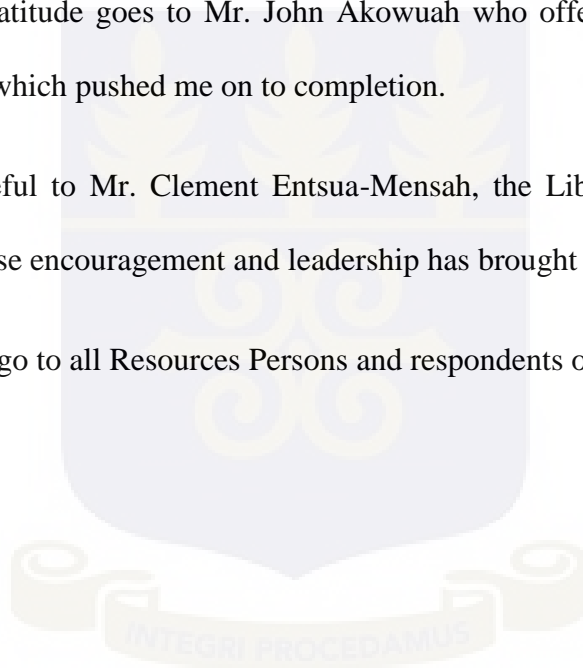 atitude goes to Mr. John Akowuah who offe
which pushed me on to completion.
eful to Mr. Clement Entsua-Mensah, the Lib
se encouragement and leadership has brought
go to all Resources Persons and respondents o
INTEGRI PROCEDAMUS